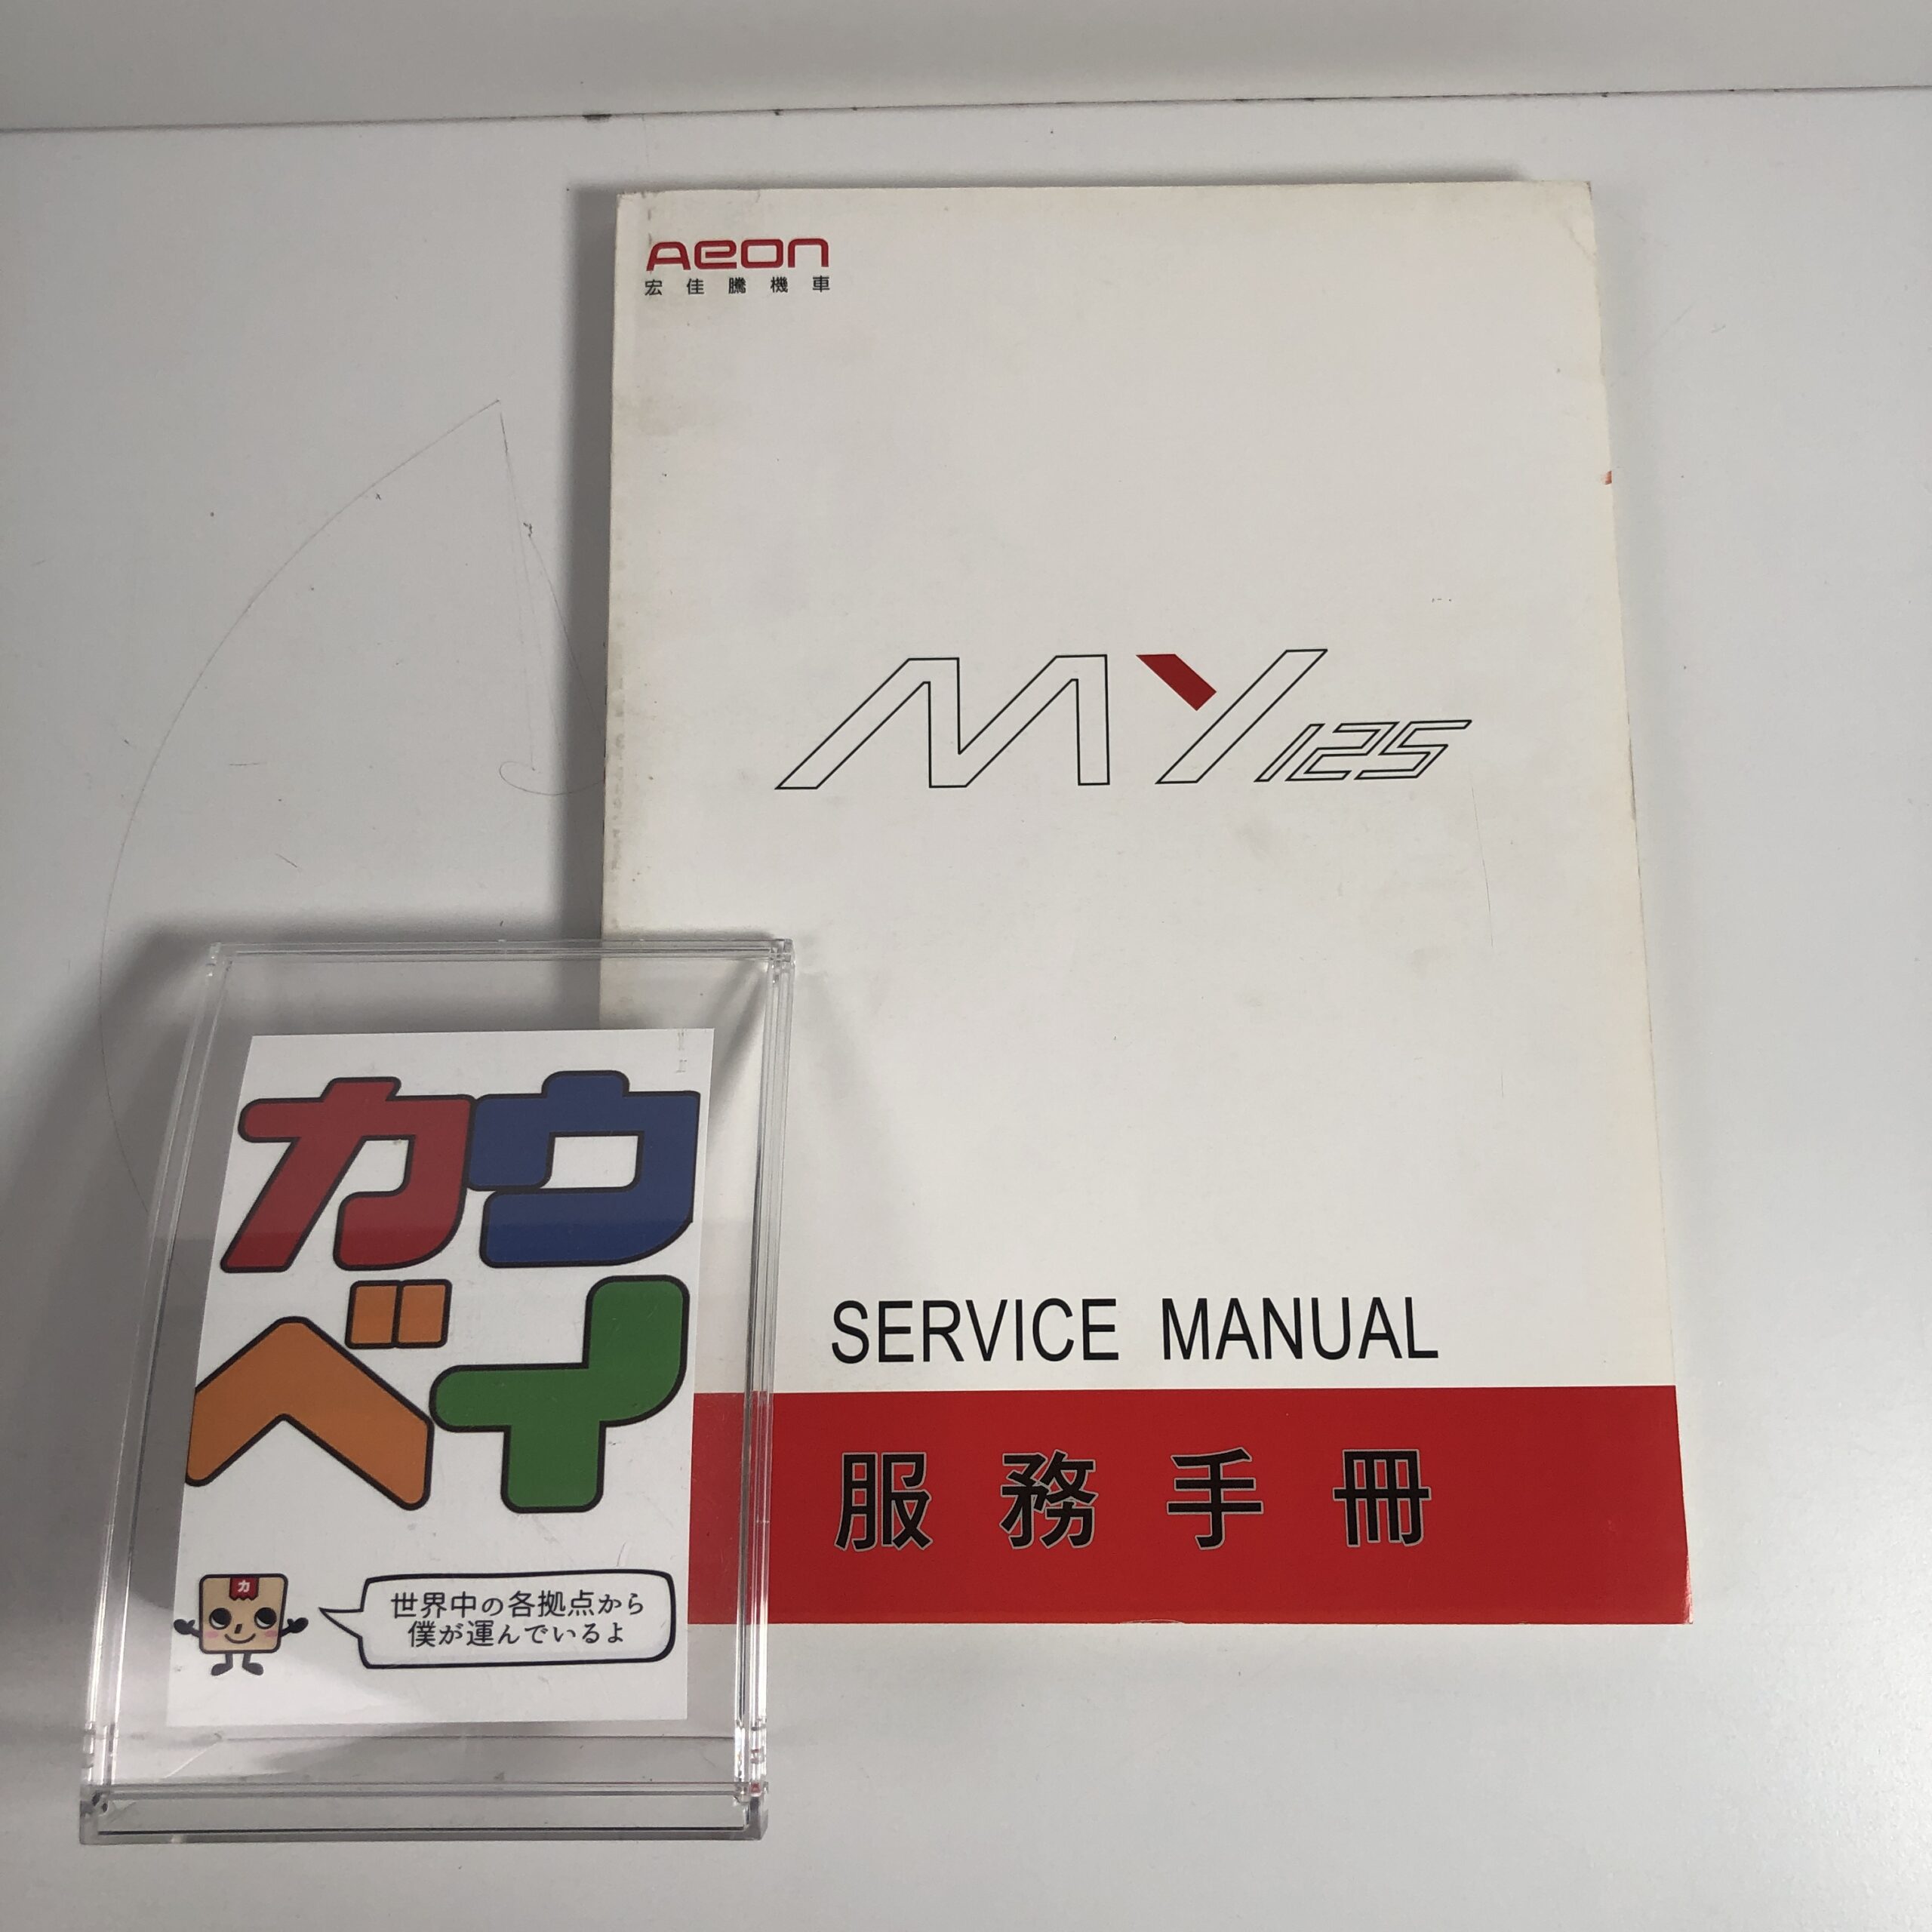 Aeon
宏佳騰機車
MY125
SERVICE MANUAL
服務手冊
カウ
ベイ
カ
世界中の各拠点から
僕が運んでいるよ